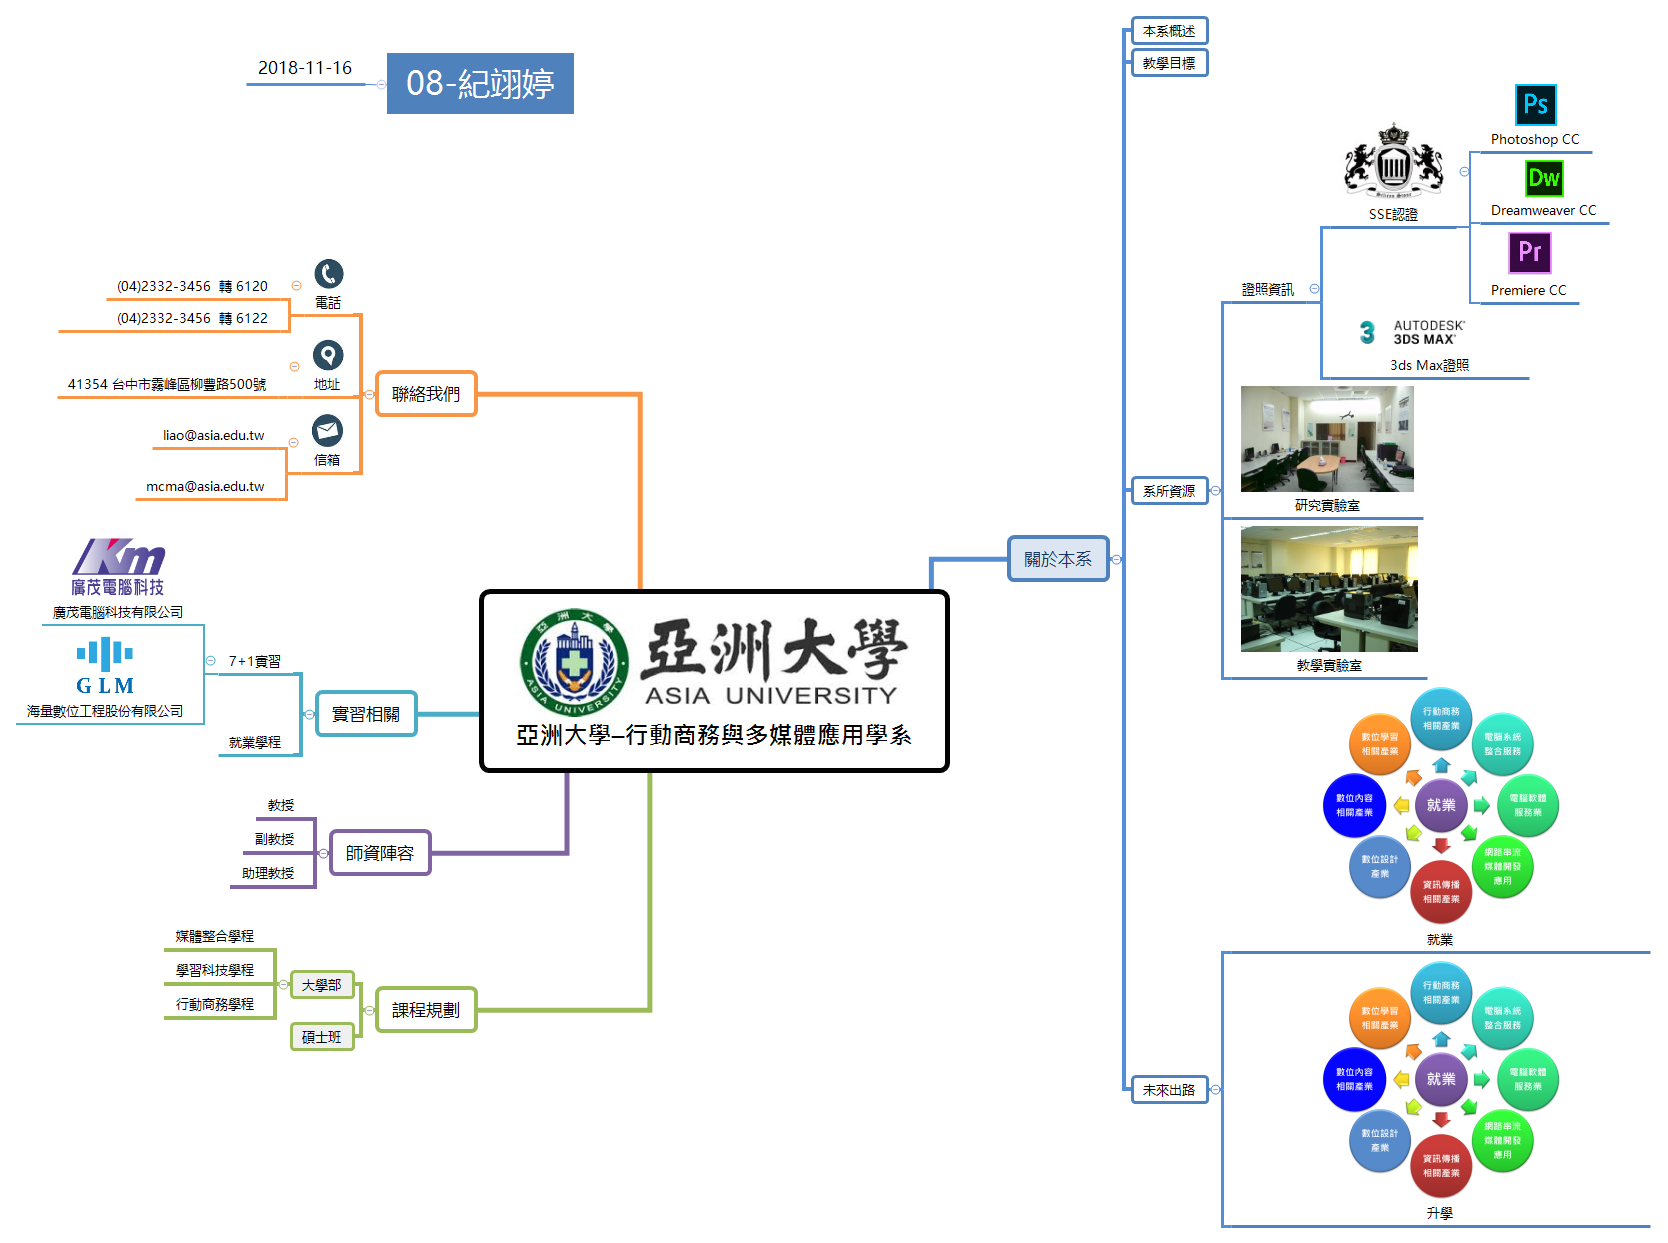 2018-11-16
08-紀翊婷
電話
(04)2332-3456 轉 6120
(04)2332-3456 轉 6122
地址
41354 台中市霧峰區柳豐路500號
信箱
liao@asia.edu.tw
mcma@asia.edu.tw
聯絡我們
Km
廣茂電腦科技
廣茂電腦科技有限公司
GLM
海量數位工程股份有限公司
7+1實習
就業學程
實習相關
教授
副教授
助理教授
師資陣容
媒體整合學程
學習科技學程
行動商務學程
大學部
碩士班
課程規劃
亞洲大學
ASIA UNIVERSITY
亞洲大學
ASIA UNIVERSITY
亞洲大學–行動商務與多媒體應用學系
關於本系
本系概述
教學目標
系所資源
證照資訊
SSE認證
Ps
Photoshop CC
Dw
Dreamweaver CC
Pr
Premiere CC
3
AUTODESK®
3DS MAX®
3ds Max證照
研究實驗室
教學實驗室
未來出路
行動商務
相關產業
電腦系統
整合服務
電腦軟體
服務業
網路串流
媒體開發
應用
資訊傳播
相關產業
數位設計
產業
數位內容
相關產業
數位學習
相關產業
就業
就業
行動商務
相關產業
電腦系統
整合服務
電腦軟體
服務業
網路串流
媒體開發
應用
資訊傳播
相關產業
數位設計
產業
數位內容
相關產業
數位學習
相關產業
就業
升學